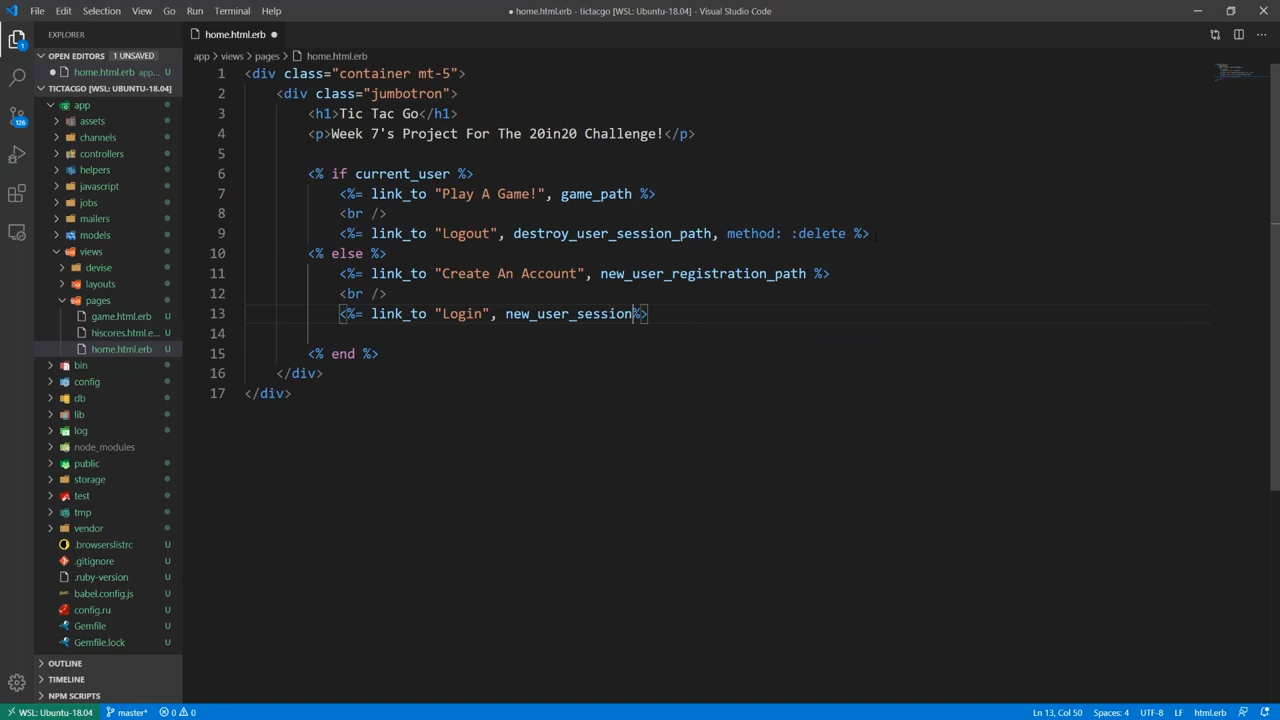 File Edit Selection View Go Run Terminal Help
● home.html.erb - tictacgo [WSL: Ubuntu-18.04] - Visual Studio Code
EXPLORER
home.html.erb ●
OPEN EDITORS 1 UNSAVED
● home.html.erb app... U
TICTACGO [WSL: UBUNTU-18.04]
app
assets
channels
controllers
helpers
javascript
jobs
mailers
models
views
devise
layouts
pages
game.html.erb U
hiscores.html.e... U
home.html.erb U
bin
config
db
lib
log
node_modules
public
storage
test
tmp
vendor
.browserslistrc U
.gitignore U
.ruby-version U
babel.config.js U
config.ru U
Gemfile U
Gemfile.lock U
OUTLINE
TIMELINE
NPM SCRIPTS
1
126
app > views > pages > home.html.erb
1 <div class="container mt-5">
2 <div class="jumbotron">
3 <h1>Tic Tac Go</h1>
4 <p>Week 7's Project For The 20in20 Challenge!</p>
5
6 <% if current_user %>
7 <%= link_to "Play A Game!", game_path %>
8 <br />
9 <%= link_to "Logout", destroy_user_session_path, method: :delete %>
10 <% else %>
11 <%= link_to "Create An Account", new_user_registration_path %>
12 <br />
13 <%= link_to "Login", new_user_session%>
14
15 <% end %>
16 </div>
17 </div>
WSL: Ubuntu-18.04 master* 0 0 Ln 13, Col 50 Spaces: 4 UTF-8 LF html.erb